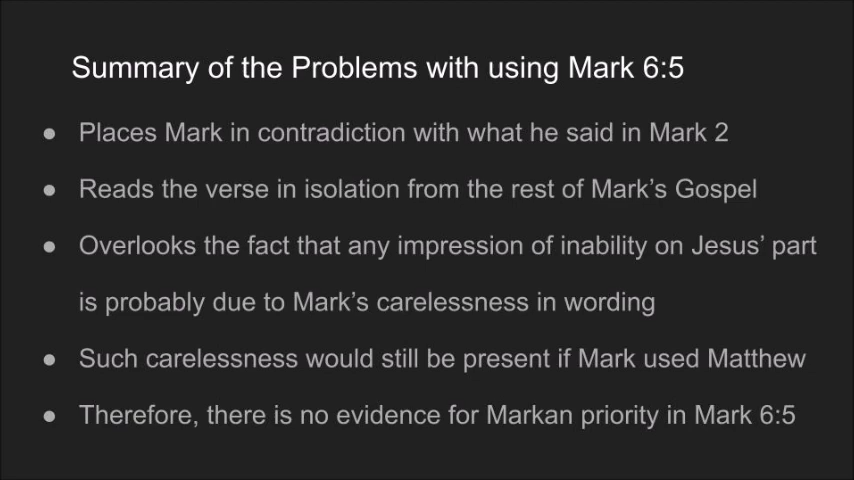 Summary of the Problems with using Mark 6:5
● Places Mark in contradiction with what he said in Mark 2
● Reads the verse in isolation from the rest of Mark's Gospel
● Overlooks the fact that any impression of inability on Jesus' part
is probably due to Mark's carelessness in wording
● Such carelessness would still be present if Mark used Matthew
● Therefore, there is no evidence for Markan priority in Mark 6:5